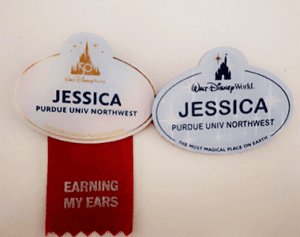 Walt Disney World
JESSICA
PURDUE UNIV NORTHWEST
EARNING
MY EARS
Walt Disney World.
JESSICA
PURDUE UNIV NORTHWEST
THE MOST MAGICAL PLACE ON EARTH